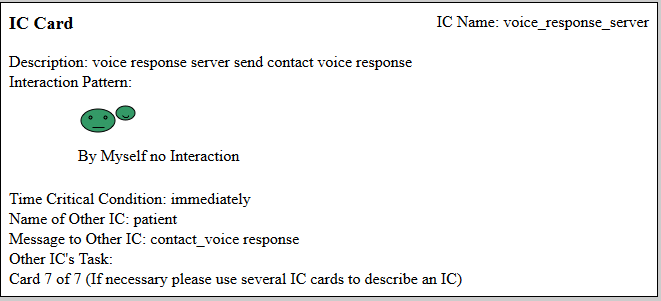 IC Card
IC Name: voice_response_server
Description: voice response server send contact voice response
Interaction Pattern:
By Myself no Interaction
Time Critical Condition: immediately
Name of Other IC: patient
Message to Other IC: contact_voice response
Other IC's Task:
Card 7 of 7 (If necessary please use several IC cards to describe an IC)